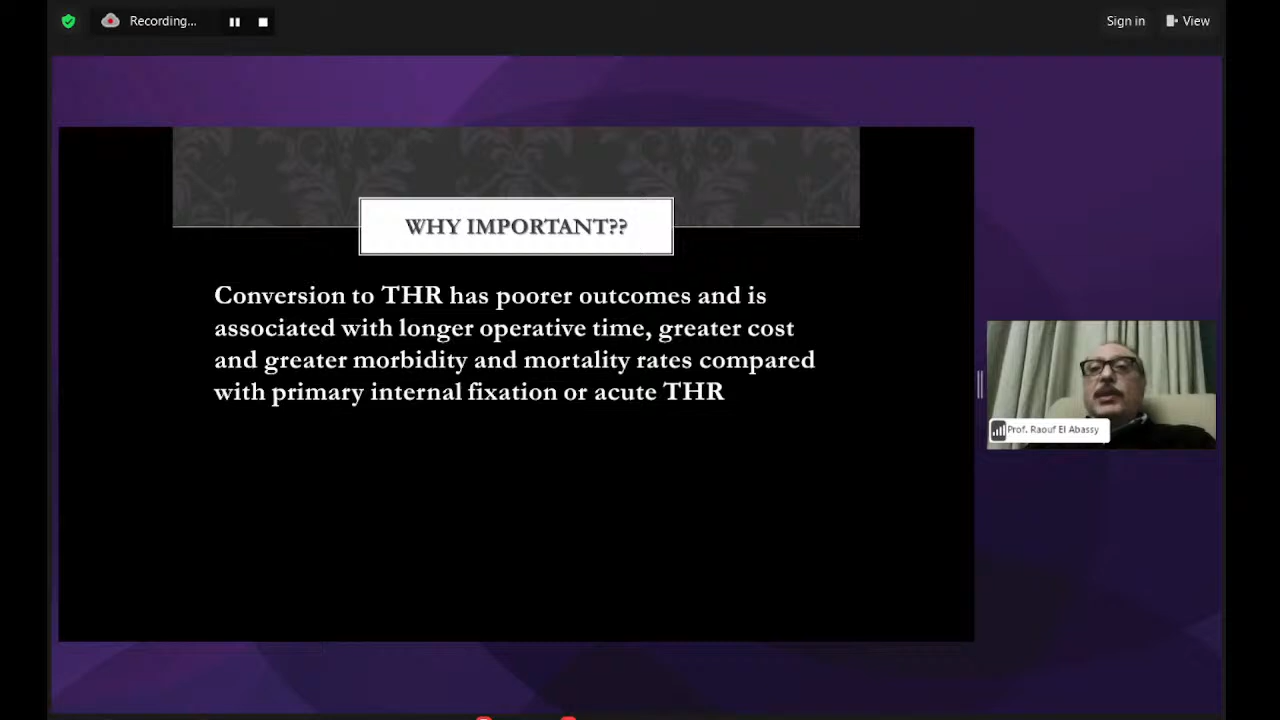 Recording...
Sign in
View
WHY IMPORTANT??
Conversion to THR has poorer outcomes and is
associated with longer operative time, greater cost
and greater morbidity and mortality rates compared
with primary internal fixation or acute THR
Prof. Raouf El Abassy